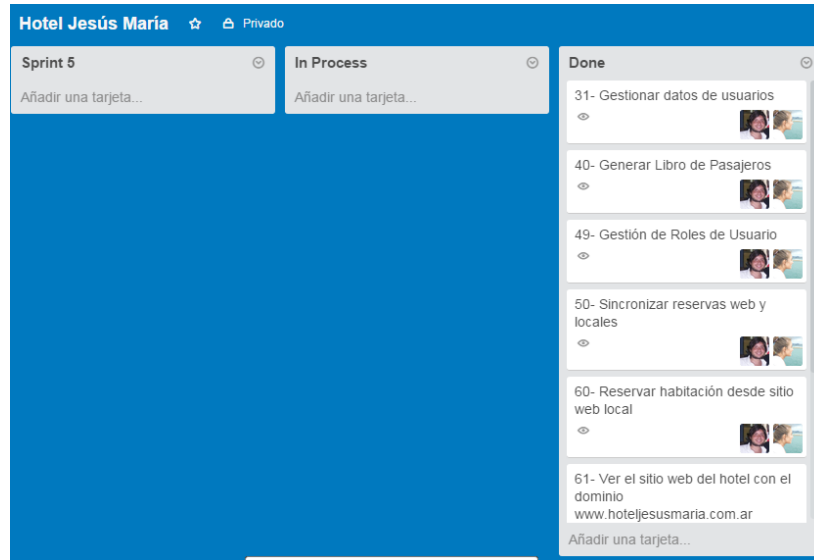 Hotel Jesús María
Privado
Sprint 5
Añadir una tarjeta...
In Process
Añadir una tarjeta...
Done
31- Gestionar datos de usuarios
40- Generar Libro de Pasajeros
49- Gestión de Roles de Usuario
50- Sincronizar reservas web y
locales
60- Reservar habitación desde sitio
web local
61- Ver el sitio web del hotel con el
dominio
www.hoteljesusmaria.com.ar
Añadir una tarjeta...